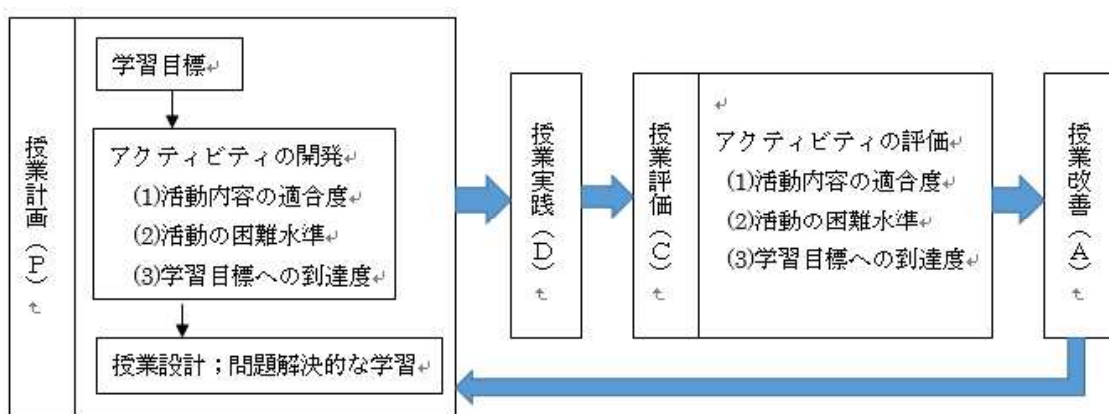 授業計画（P）
学習目標
アクティビティの開発
(1)活動内容の適合度
(2)活動の困難水準
(3)学習目標への到達度
授業設計；問題解決的な学習
授業実践（D）
授業評価（C）
アクティビティの評価
(1)活動内容の適合度
(2)活動の困難水準
(3)学習目標への到達度
授業改善（A）